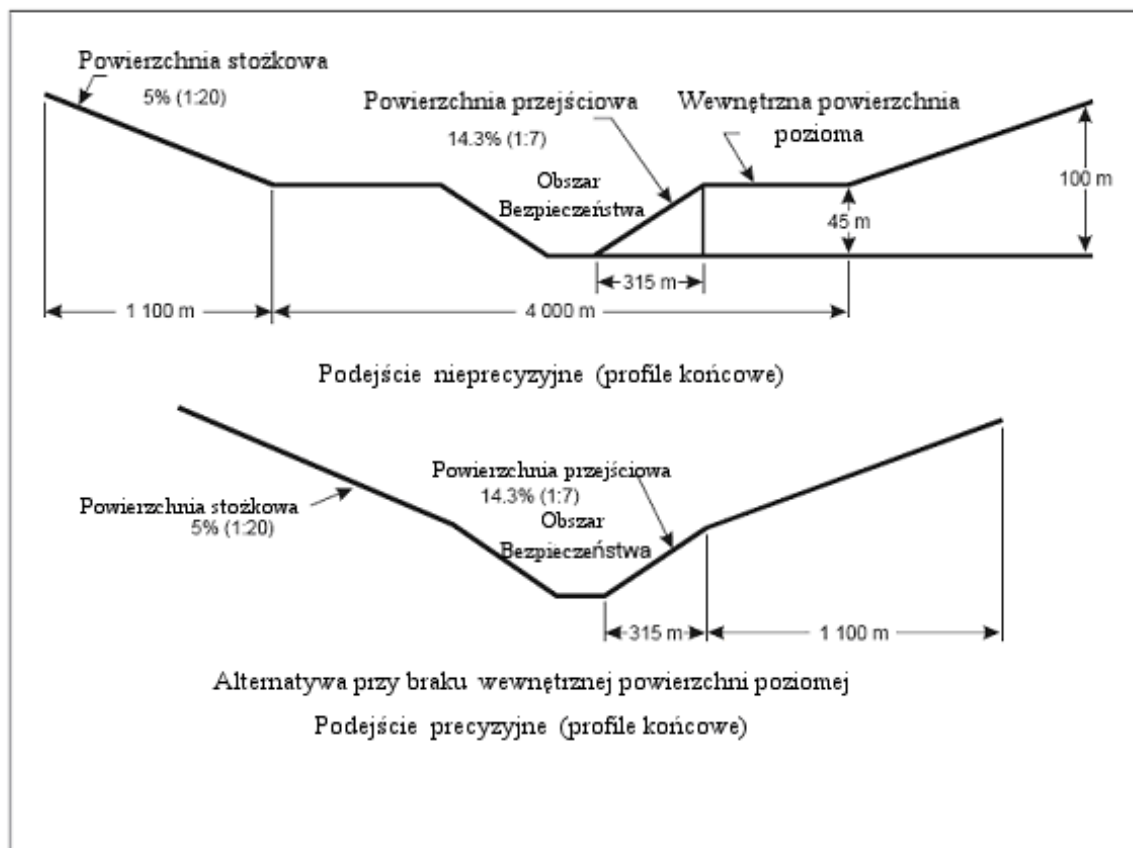 Powierzchnia stożkowa
5% (1:20)
Powierzchnia przejściowa
14.3% (1:7)
Wewnętrzna powierzchnia
pozioma
Obszar
Bezpieczeństwa
100 m
45 m
315 m
1 100 m
4 000 m
Podejście nieprecyzyjne (profile końcowe)
Powierzchnia stożkowa
5% (1:20)
Powierzchnia przejściowa
14.3% (1:7)
Obszar
Bezpieczeństwa
315 m
1 100 m
Alternatywa przy braku wewnętrznej powierzchni poziomej
Podejście precyzyjne (profile końcowe)